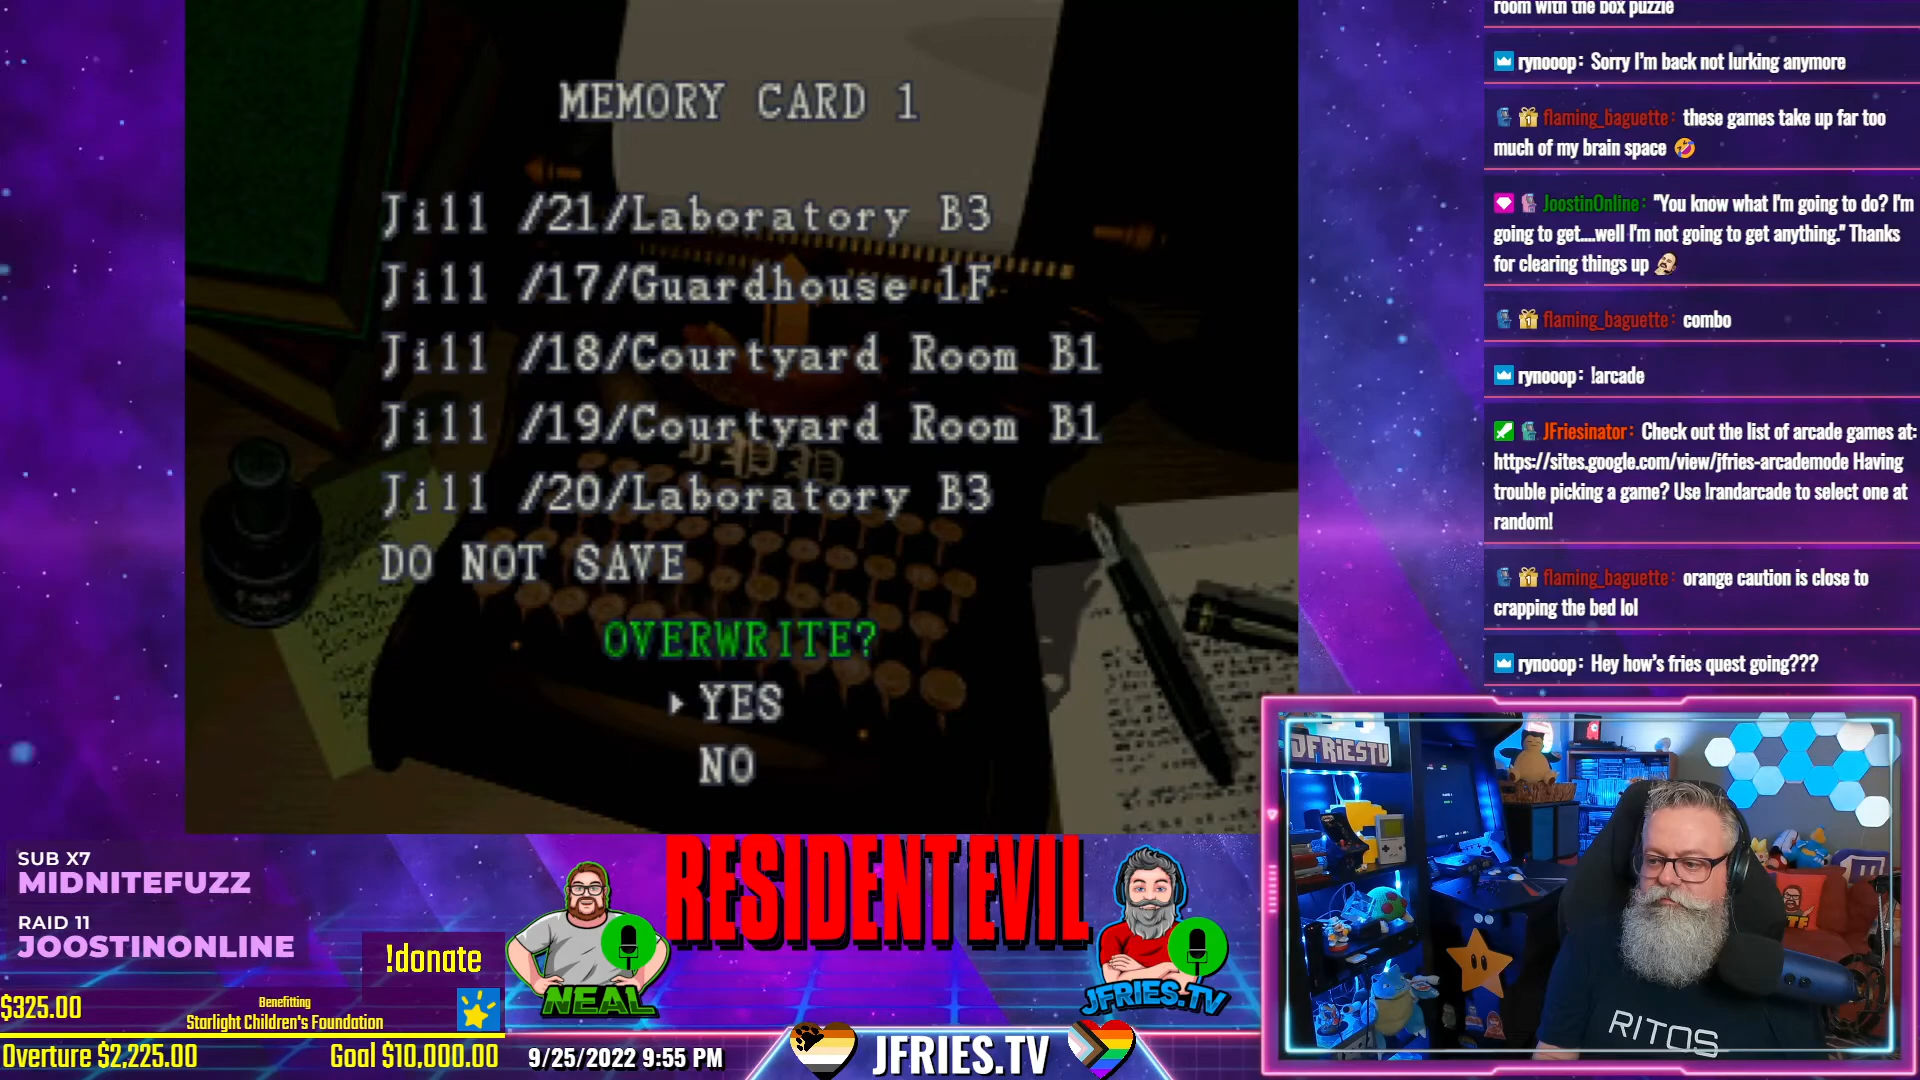 MEMORY CARD 1
Jill /21/Laboratory B3
Jill /17/Guardhouse 1F
Jill /18/Courtyard Room B1
Jill /19/Courtyard Room B1
Jill /20/Laboratory B3
DO NOT SAVE
OVERWRITE?
YES
NO
room with the box puzzle
rynooop: Sorry I'm back not lurking anymore
flaming_baguette: these games take up far too
much of my brain space 🤣
JoostinOnline: "You know what I'm going to do? I'm
going to get....well I'm not going to get anything." Thanks
for clearing things up
flaming_baguette: combo
rynooop: !arcade
JFriesinator: Check out the list of arcade games at:
https://sites.google.com/view/jfries-arcademode Having
trouble picking a game? Use !randarcade to select one at
random!
flaming_baguette: orange caution is close to
crapping the bed lol
rynooop: Hey how's fries quest going???
JFRIESTV
RITOS
SUB X7
MIDNITEFUZZ
RAID 11
JOOSTINONLINE
!donate
$325.00
Benefitting
Starlight Children's Foundation
Overture $2,225.00
Goal $10,000.00
9/25/2022 9:55 PM
NEAL
RESIDENT EVIL
JFRIES.TV
JFRIES.TV